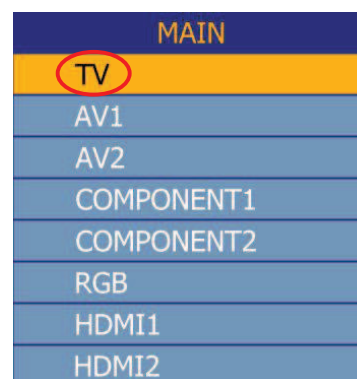 MAIN
TV
AV1
AV2
COMPONENT1
COMPONENT2
RGB
HDMI1
HDMI2